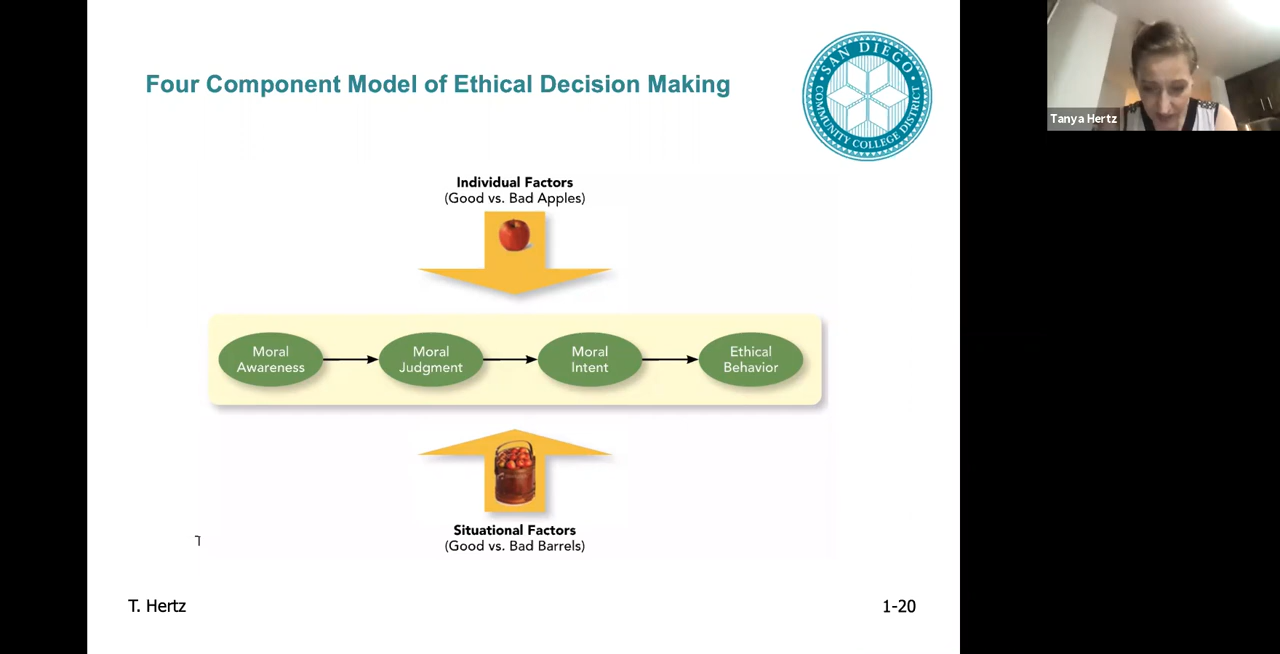 Four Component Model of Ethical Decision Making
SAN DIEGO
COMMUNITY COLLEGE DISTRICT
Tanya Hertz
Individual Factors
(Good vs. Bad Apples)
Moral
Awareness
Moral
Judgment
Moral
Intent
Ethical
Behavior
Situational Factors
(Good vs. Bad Barrels)
T
T. Hertz
1-20